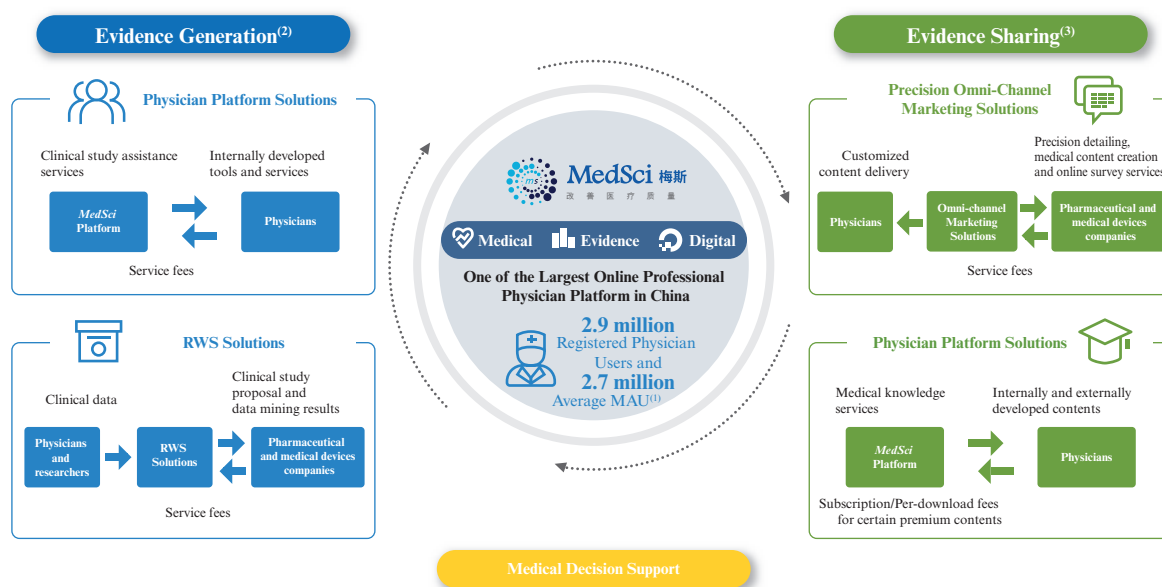 Evidence Generation(2)
Physician Platform Solutions
Clinical study assistance
services
Internally developed
tools and services
MedSci
Platform
Physicians
Service fees
RWS Solutions
Clinical data
Clinical study
proposal and
data mining results
Physicians
and
researchers
RWS
Solutions
Pharmaceutical
and medical devices
companies
Service fees
ms
MedSci 梅斯
改善医疗质量
Medical
Evidence
Digital
One of the Largest Online Professional
Physician Platform in China
2.9 million
Registered Physician
Users and
2.7 million
Average MAU(1)
Medical Decision Support
Evidence Sharing(3)
Precision Omni-Channel
Marketing Solutions
Customized
content delivery
Precision detailing,
medical content creation
and online survey services
Physicians
Omni-channel
Marketing
Solutions
Pharmaceutical and
medical devices
companies
Service fees
Physician Platform Solutions
Medical knowledge
services
Internally and externally
developed contents
MedSci
Platform
Physicians
Subscription/Per-download fees
for certain premium contents